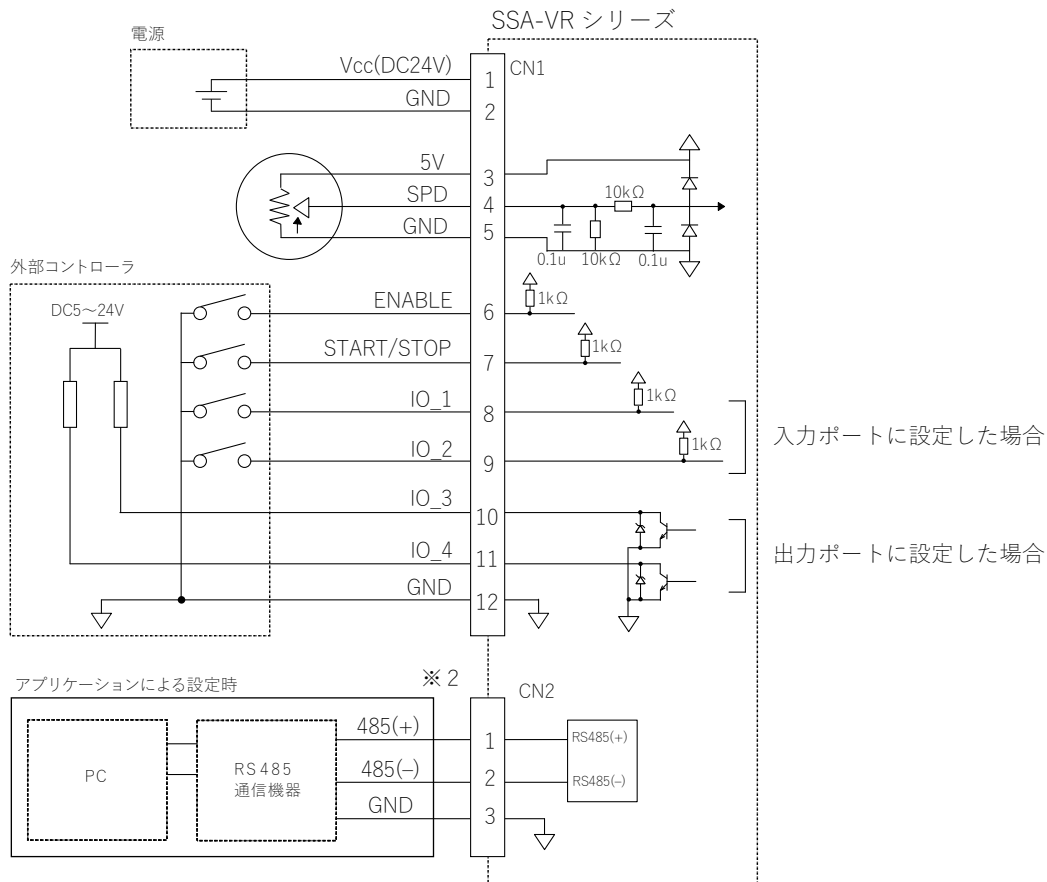 SSA-VR シリーズ
電源
Vcc(DC24V)
1
CN1
GND
2
5V
3
SPD
4
10kΩ
GND
5
0.1u
10kΩ
0.1u
外部コントローラ
DC5～24V
ENABLE
6
1kΩ
START/STOP
7
1kΩ
IO_1
8
1kΩ
入力ポートに設定した場合
IO_2
9
1kΩ
IO_3
10
IO_4
11
出力ポートに設定した場合
GND
12
アプリケーションによる設定時
※2
CN2
PC
RS485
通信機器
485(+)
1
RS485(+)
485(–)
2
RS485(–)
GND
3